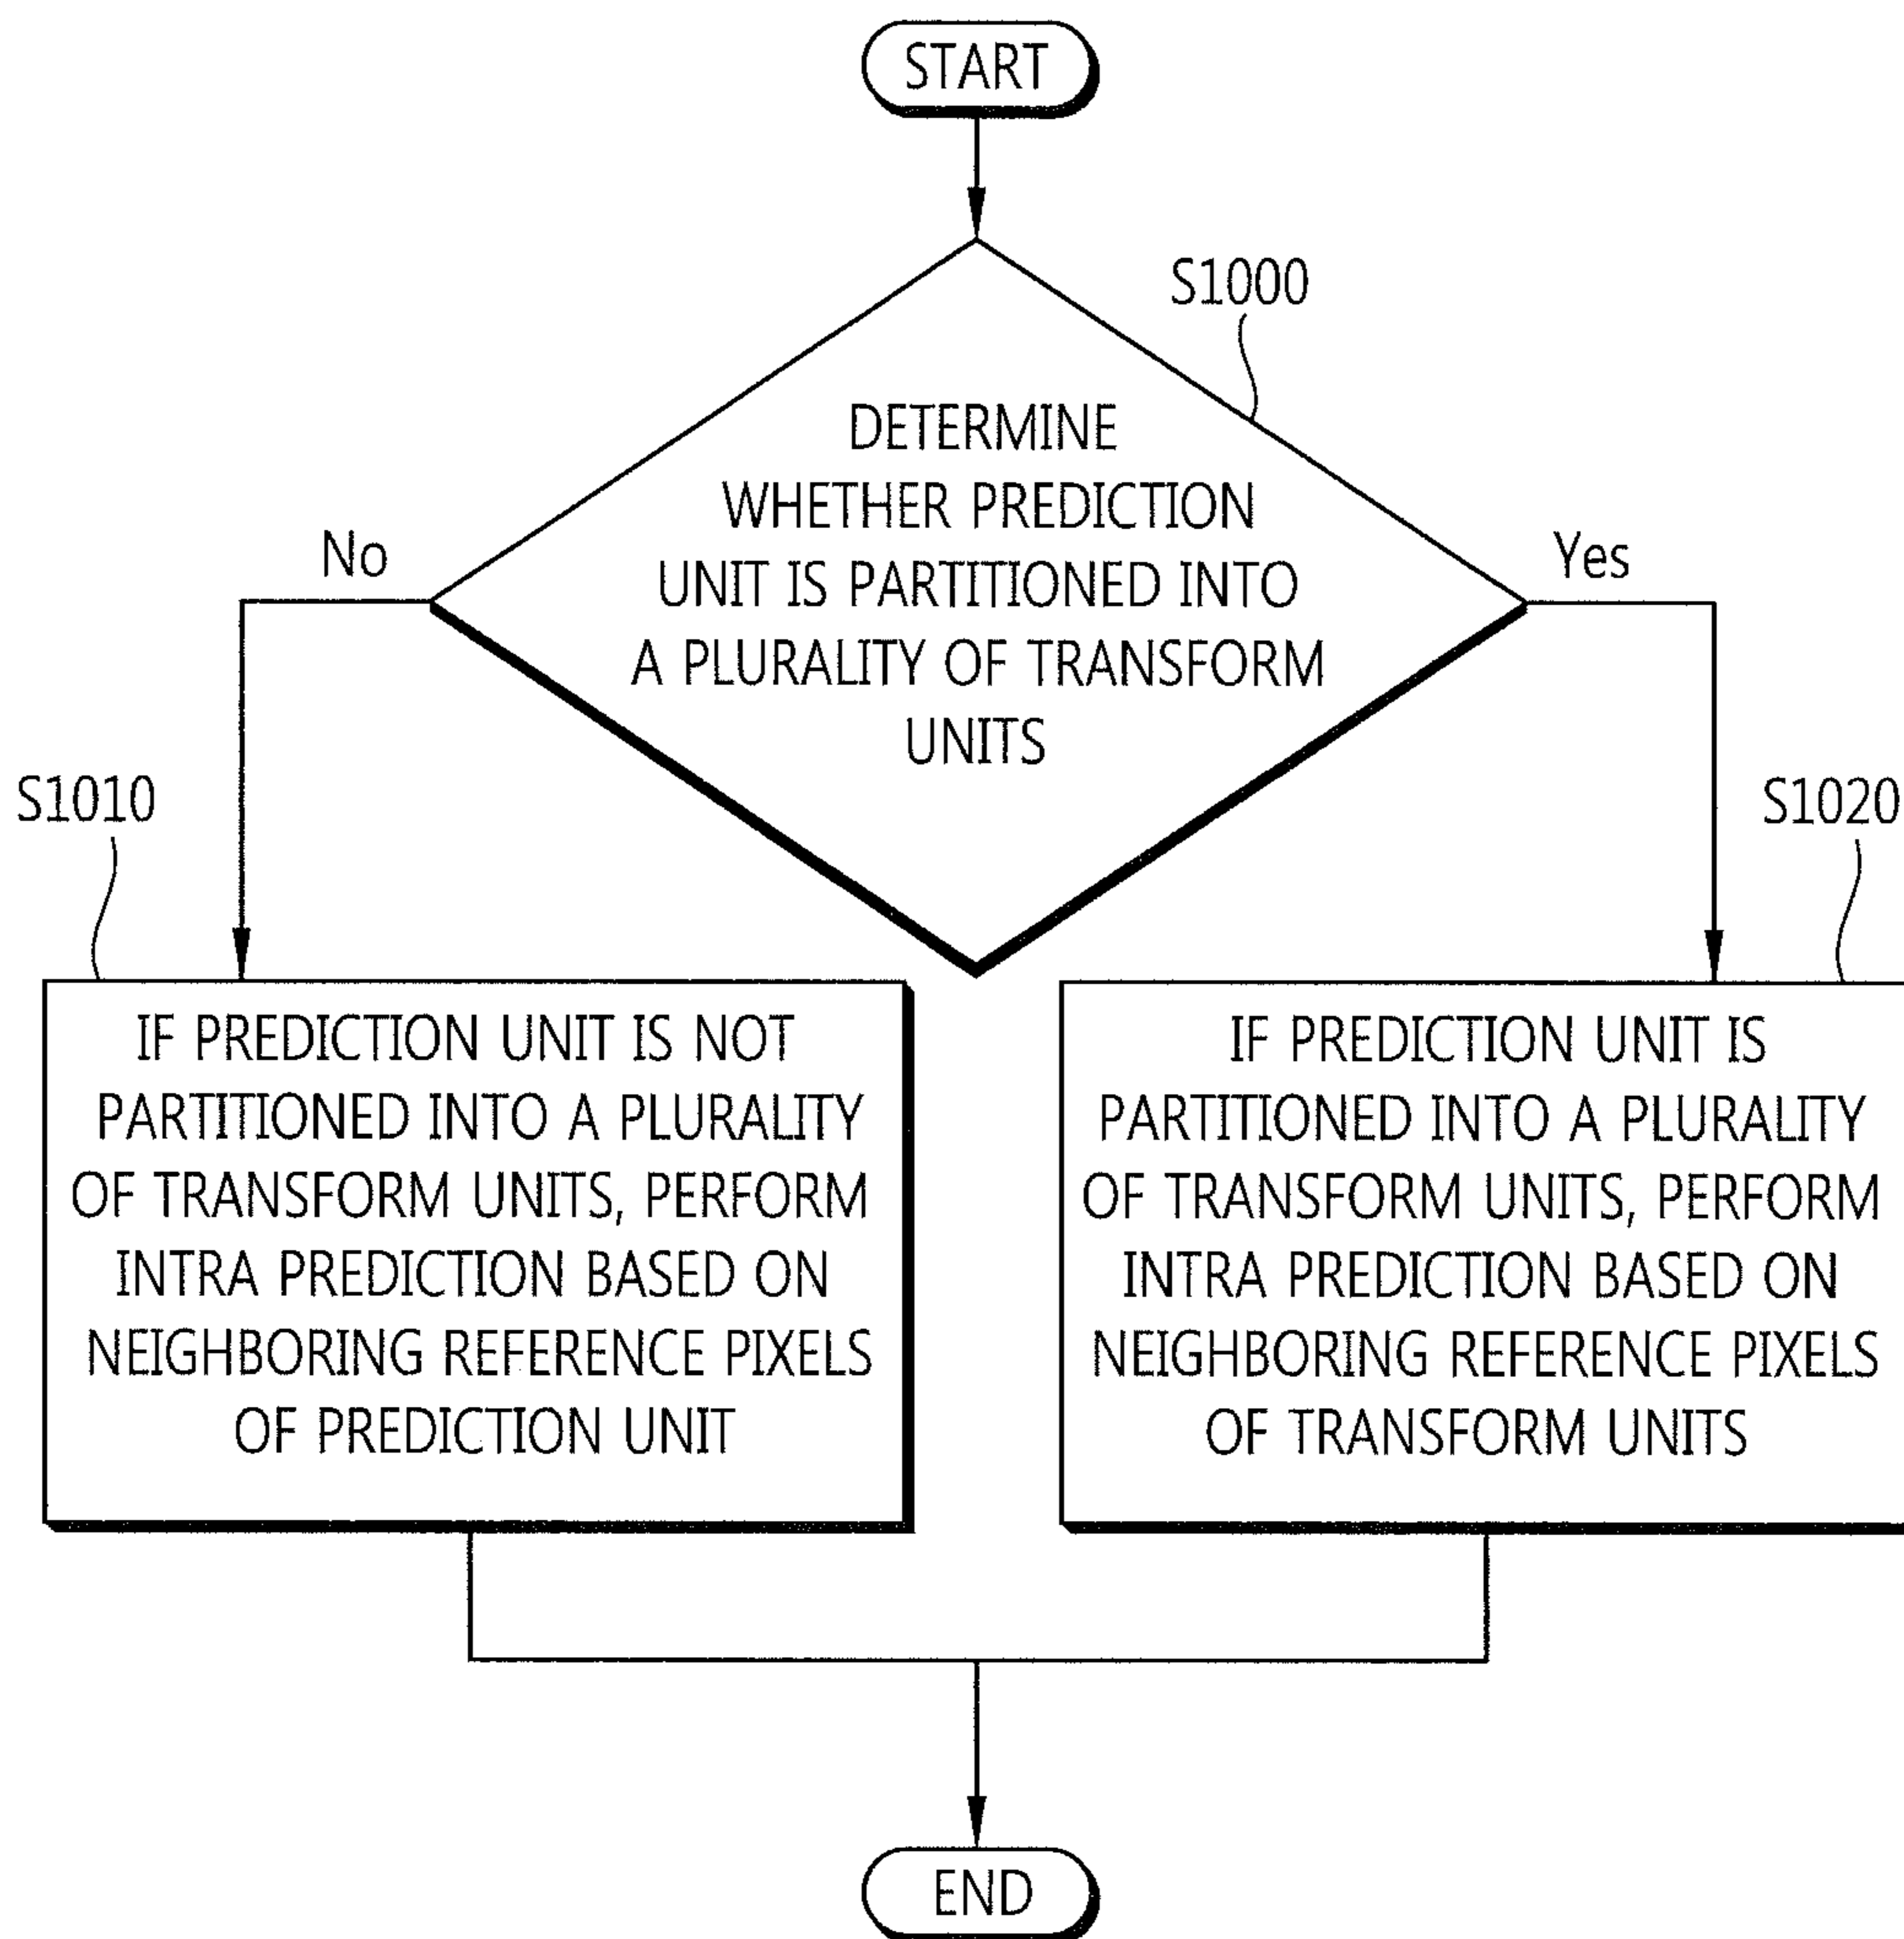 START
S1000
DETERMINE
WHETHER PREDICTION
UNIT IS PARTITIONED INTO
A PLURALITY OF TRANSFORM
UNITS
No
Yes
S1010
IF PREDICTION UNIT IS NOT
PARTITIONED INTO A PLURALITY
OF TRANSFORM UNITS, PERFORM
INTRA PREDICTION BASED ON
NEIGHBORING REFERENCE PIXELS
OF PREDICTION UNIT
S1020
IF PREDICTION UNIT IS
PARTITIONED INTO A PLURALITY
OF TRANSFORM UNITS, PERFORM
INTRA PREDICTION BASED ON
NEIGHBORING REFERENCE PIXELS
OF TRANSFORM UNITS
END